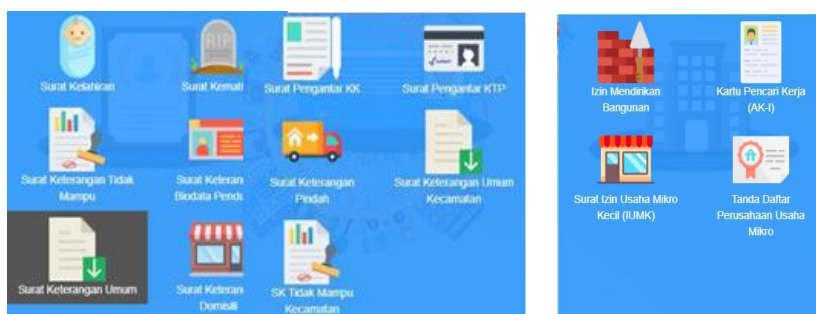 RIP
Surat Kelahiran
Surat Kemati
Surat Pengantar KK
Surat Pengantar KTP
Surat Keterangan Tidak
Mampu
Surat Keteran
Biodata Pendu
Surat Keterangan
Pindah
Surat Keterangan Umum
Kecamatan
Surat Keterangan Umum
Surat Keteran
Domisili
SK Tidak Mampu
Kecamatan
Izin Mendirikan
Bangunan
Kartu Pencari Kerja
(AK-I)
Surat Izin Usaha Mikro
Kecil (IUMK)
Tanda Daftar
Perusahaan Usaha
Mikro